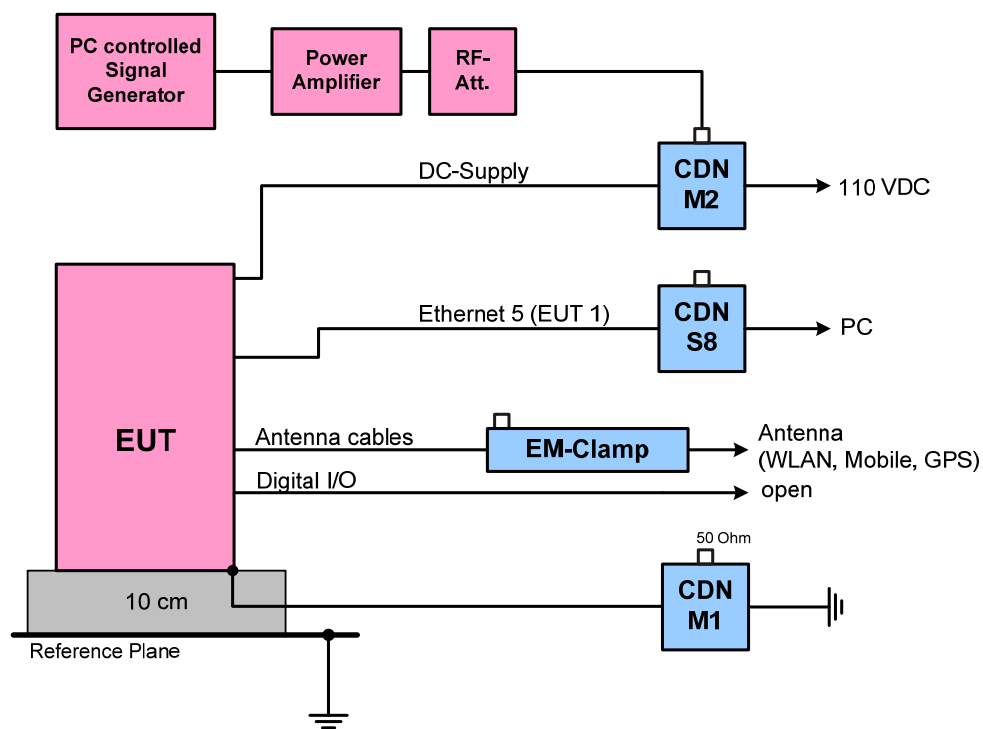 PC controlled
Signal
Generator
Power
Amplifier
RF-
Att.
DC-Supply
CDN
M2
110 VDC
Ethernet 5 (EUT 1)
CDN
S8
PC
EUT
Antenna cables
EM-Clamp
Antenna
(WLAN, Mobile, GPS)
Digital I/O
open
50 Ohm
CDN
M1
10 cm
Reference Plane